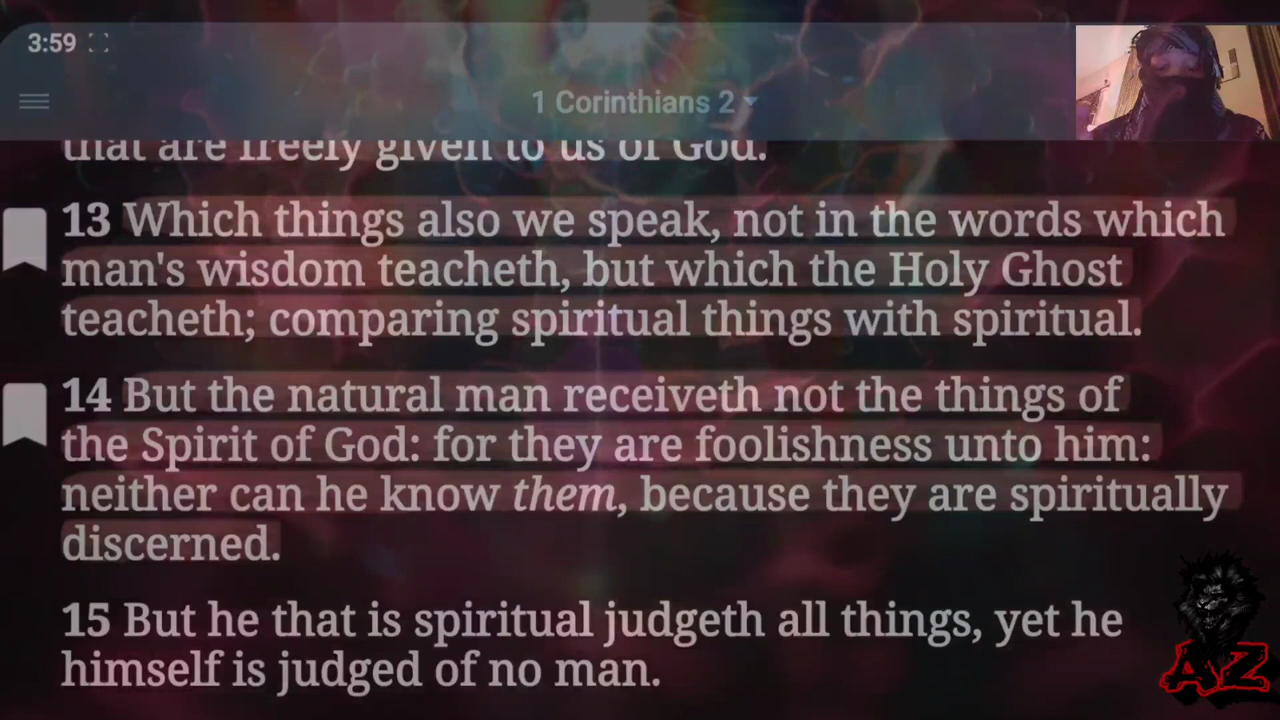 3:59
1 Corinthians 2
that are freely given to us of God.
13 Which things also we speak, not in the words which
man's wisdom teacheth, but which the Holy Ghost
teacheth; comparing spiritual things with spiritual.
14 But the natural man receiveth not the things of
the Spirit of God: for they are foolishness unto him:
neither can he know them, because they are spiritually
discerned.
15 But he that is spiritual judgeth all things, yet he
himself is judged of no man.
AZ